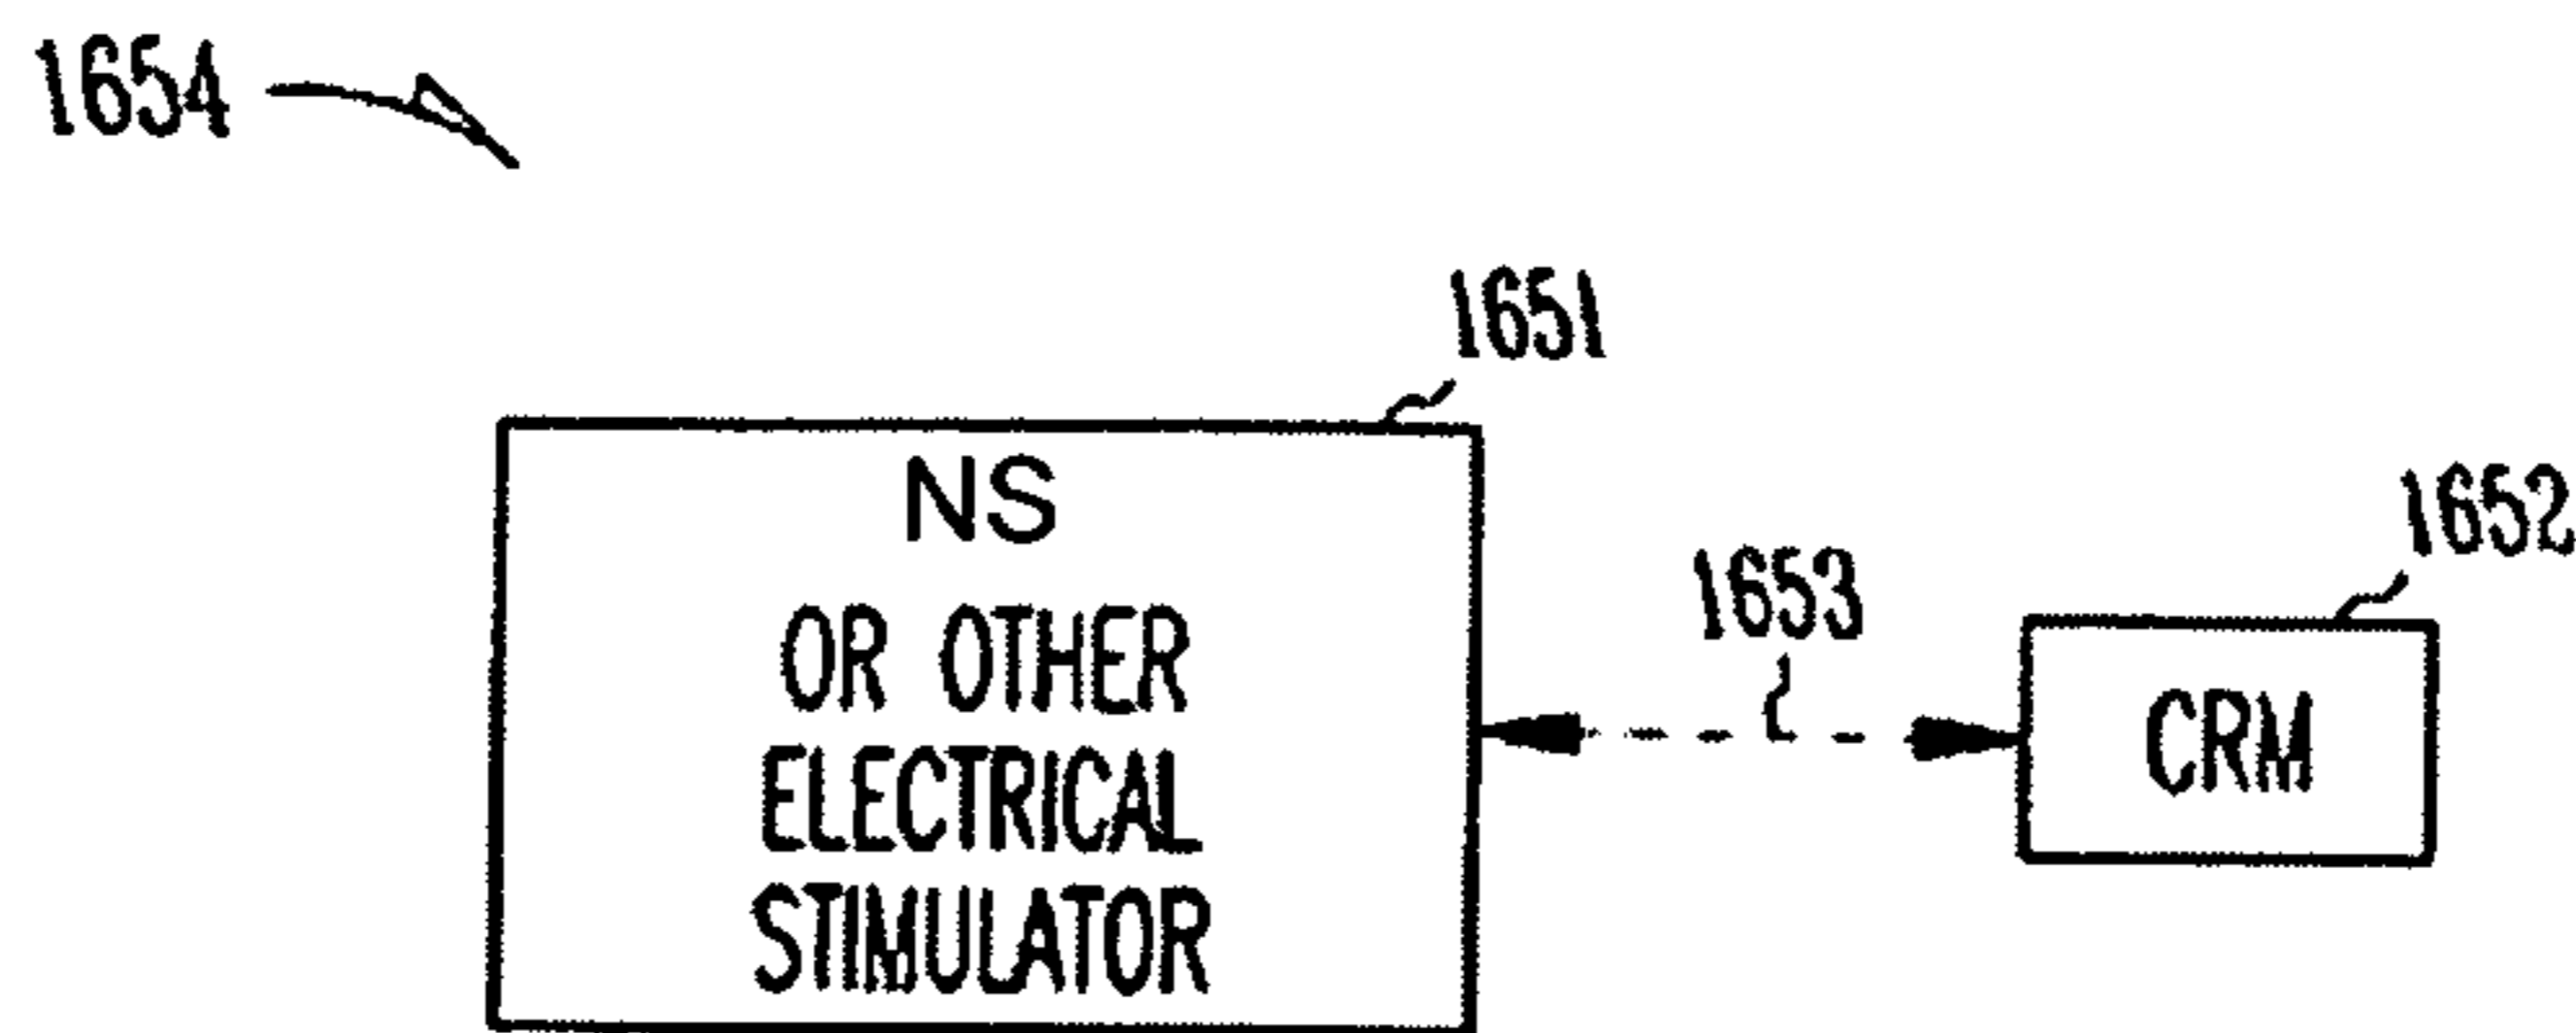 1654
1651
NS
OR OTHER
ELECTRICAL
STIMULATOR
1653
1652
CRM